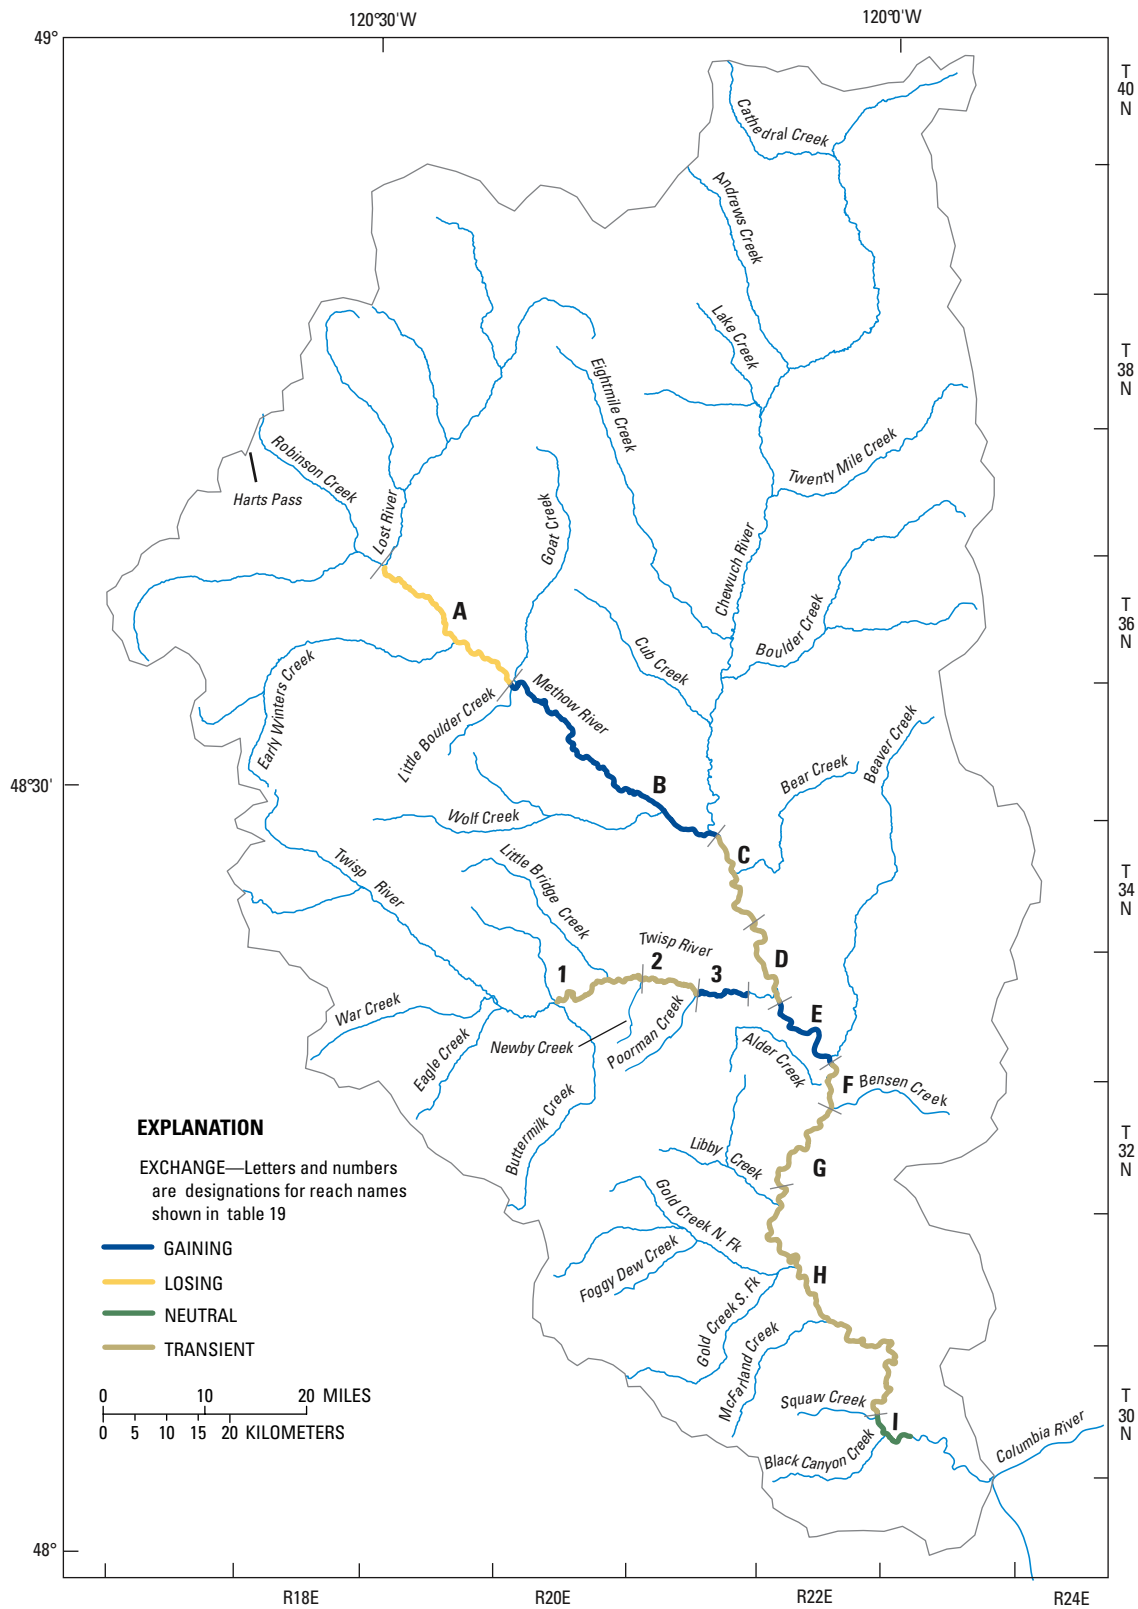 120°30'W
120°0'W
49°
T
40
N
Cathedral Creek
Andrews Creek
Lake Creek
T
38
N
Eightmile Creek
Robinson Creek
Harts Pass
Lost River
Twenty Mile Creek
Goat Creek
Chewuch River
Boulder Creek
T
36
N
A
Cub Creek
Early Winters Creek
Little Boulder Creek
Methow River
Beaver Creek
Bear Creek
48°30'
B
Wolf Creek
C
Little Bridge Creek
Twisp River
T
34
N
Twisp River
1
2
3
D
E
War Creek
Eagle Creek
Newby Creek
Poorman Creek
Alder Creek
F
Bensen Creek
Buttermilk Creek
EXPLANATION
EXCHANGE—Letters and numbers
are designations for reach names
shown in table 19
GAINING
LOSING
NEUTRAL
TRANSIENT
Libby Creek
G
T
32
N
Gold Creek N. Fk
Foggy Dew Creek
H
Gold Creek S. Fk
McFarland Creek
0 10 20 MILES
0 5 10 15 20 KILOMETERS
Squaw Creek
I
Black Canyon Creek
Columbia River
T
30
N
48°
R18E
R20E
R22E
R24E